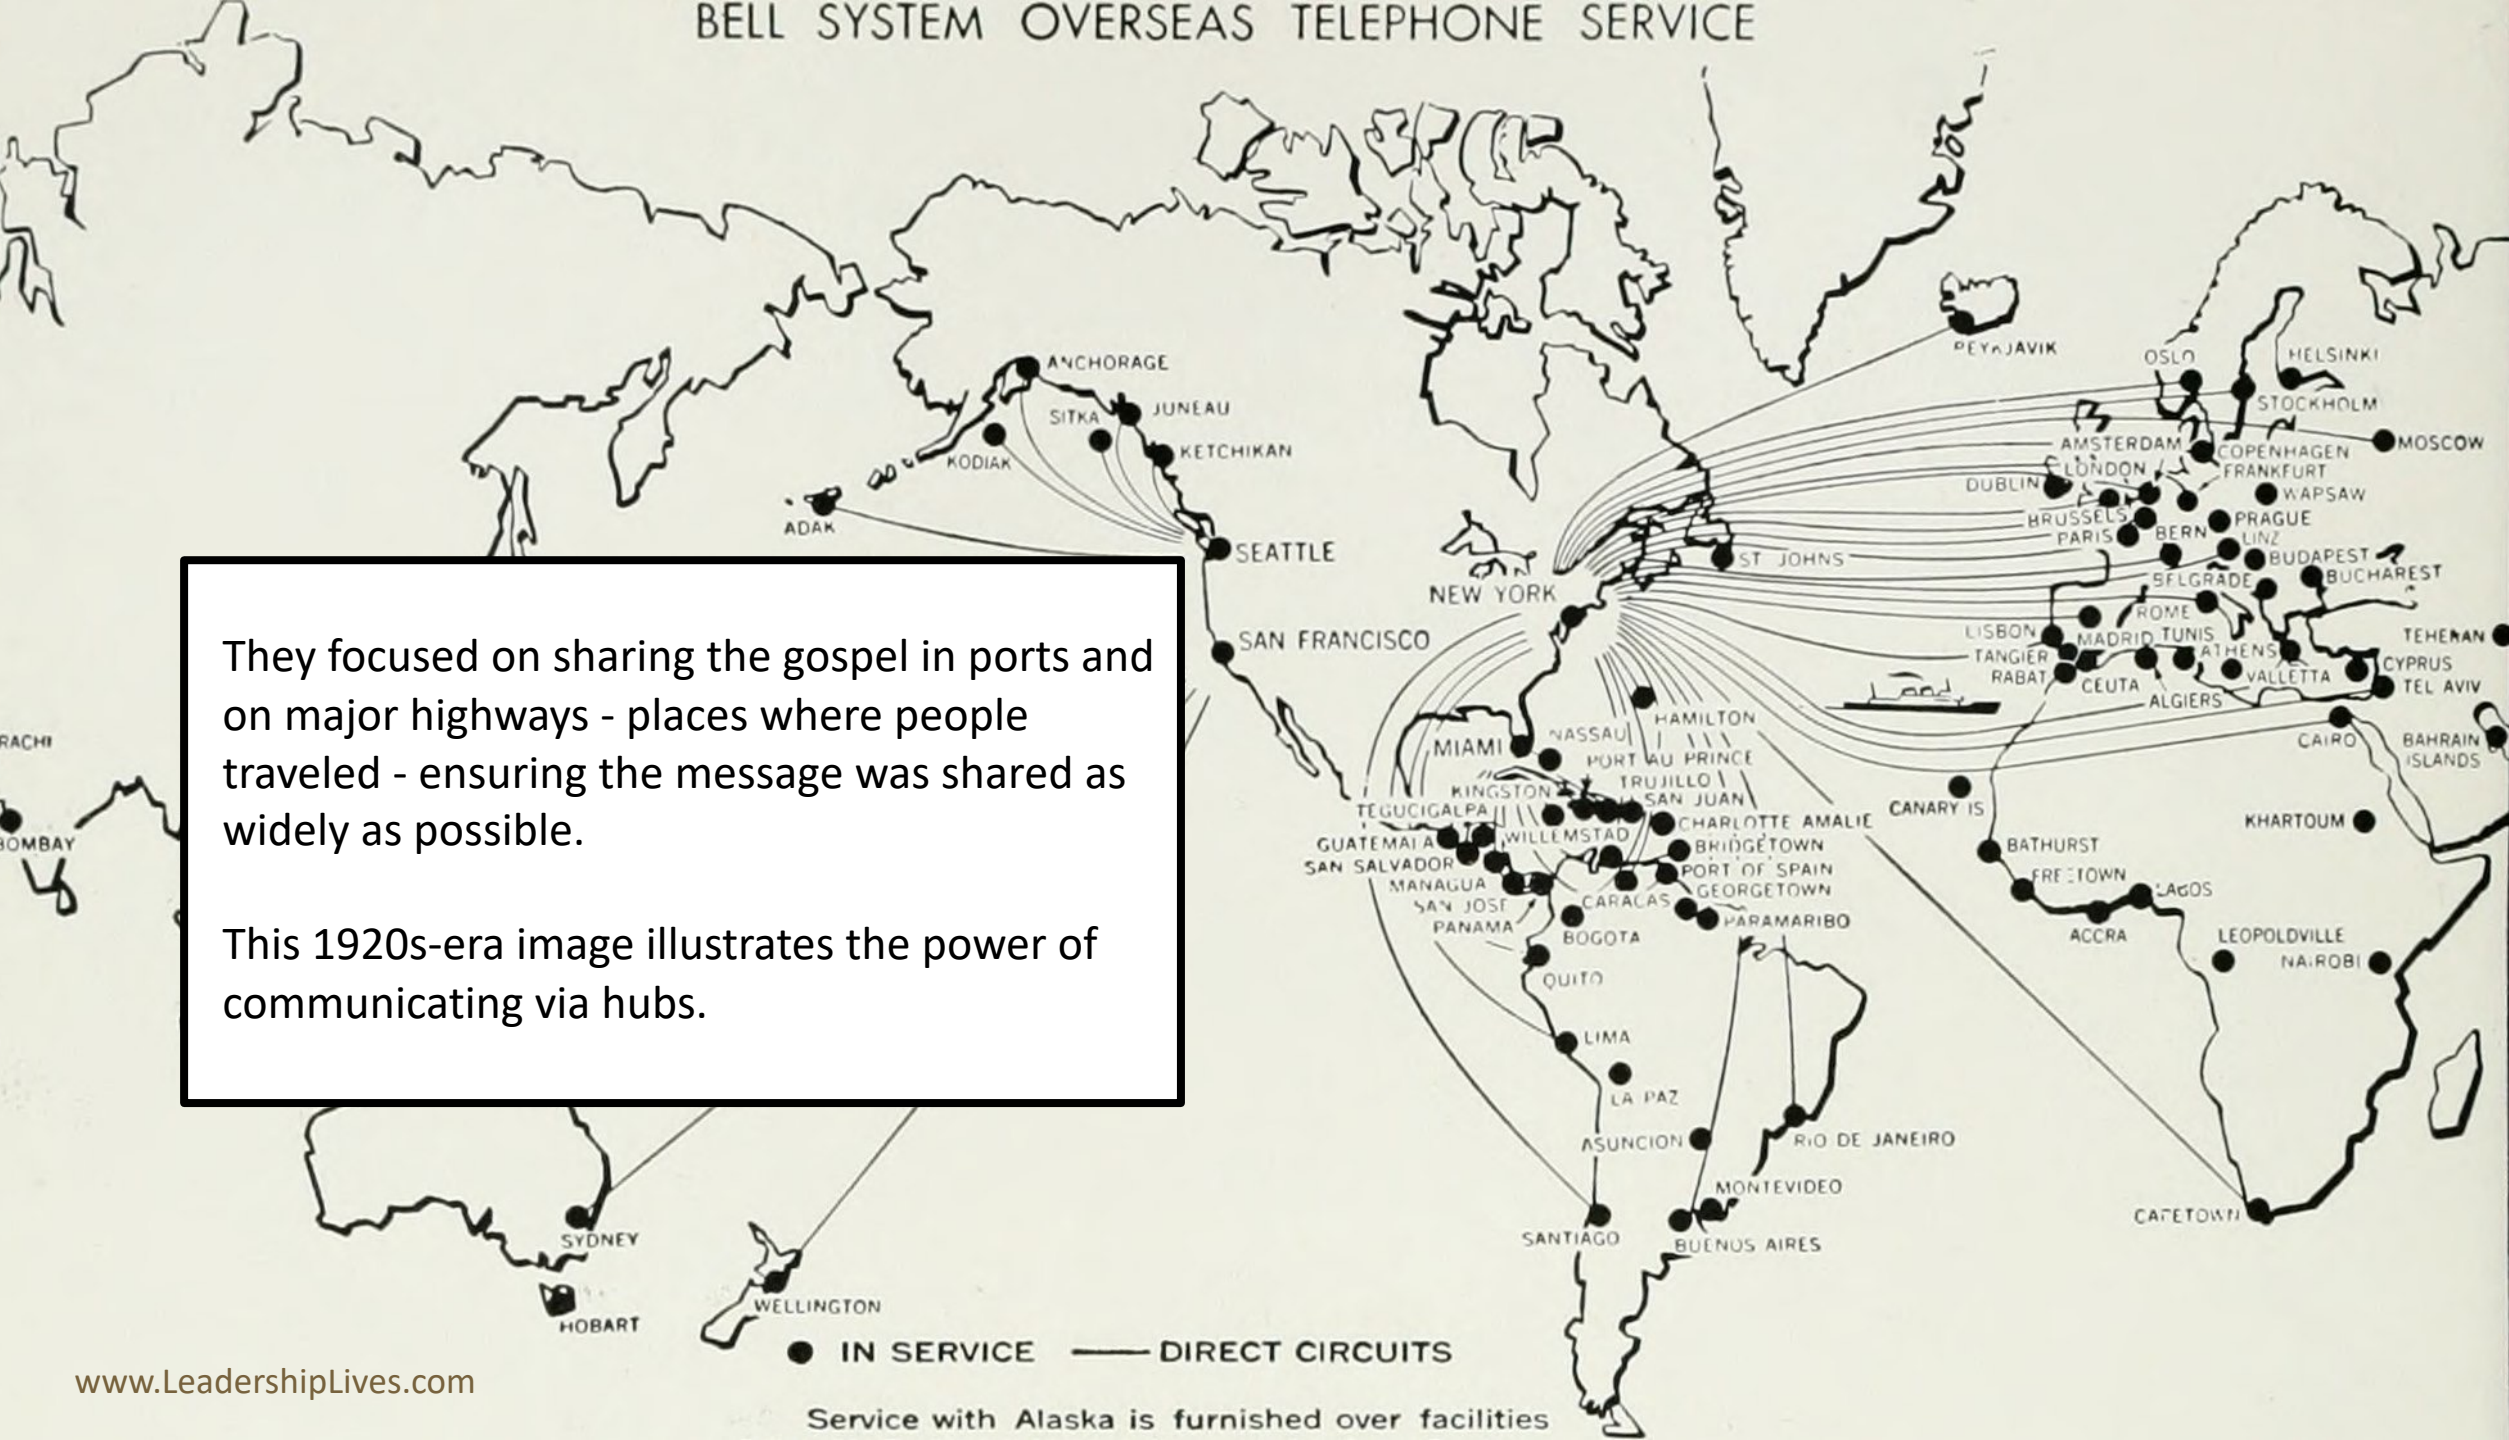 BELL SYSTEM OVERSEAS TELEPHONE SERVICE
ANCHORAGE
SITKA
JUNEAU
KODIAK
KETCHIKAN
ADAK
SEATTLE
NEW YORK
SAN FRANCISCO
They focused on sharing the gospel in ports and
on major highways - places where people
traveled - ensuring the message was shared as
widely as possible.
This 1920s-era image illustrates the power of
communicating via hubs.
OSLO
HELSINKI
STOCKHOLM
MOSCOW
AMSTERDAM
COPENHAGEN
LONDON
FRANKFURT
DUBLIN
BRUSSELS
PRAGUE
PARIS
BERN
LINZ
ST JOHNS
BUDAPEST
BELGRADE
BUCHAREST
ROME
LISBON
MADRID
TUNIS
TEHERAN
TANGIER
ATHENS
CYPRUS
RABAT
CEUTA
VALLETTA
TEL AVIV
ALGIERS
HAMILTON
NASSAU
MIAMI
CAIRO
BAHRAIN
ISLANDS
PORT AU PRINCE
TRUJILLO
KINGSTON
SAN JUAN
TEGUCIGALPA
CHARLOTTE AMALIE
CANARY IS
KHARTOUM
RACHI
BOMBAY
GUATEMALA
WILLEMSTAD
BRIDGETOWN
BATHURST
SAN SALVADOR
PORT OF SPAIN
MANAGUA
GEORGETOWN
FREETOWN
LAGOS
SAN JOSE
CARACAS
PANAMA
PARAMARIBO
BOGOTA
ACCRA
LEOPOLDVILLE
NAIROBI
QUITO
LIMA
LA PAZ
ASUNCION
RIO DE JANEIRO
MONTEVIDEO
SANTIAGO
BUENOS AIRES
CAPETOWN
SYDNEY
HOBART
WELLINGTON
IN SERVICE
DIRECT CIRCUITS
www.LeadershipLives.com
Service with Alaska is furnished over facilities